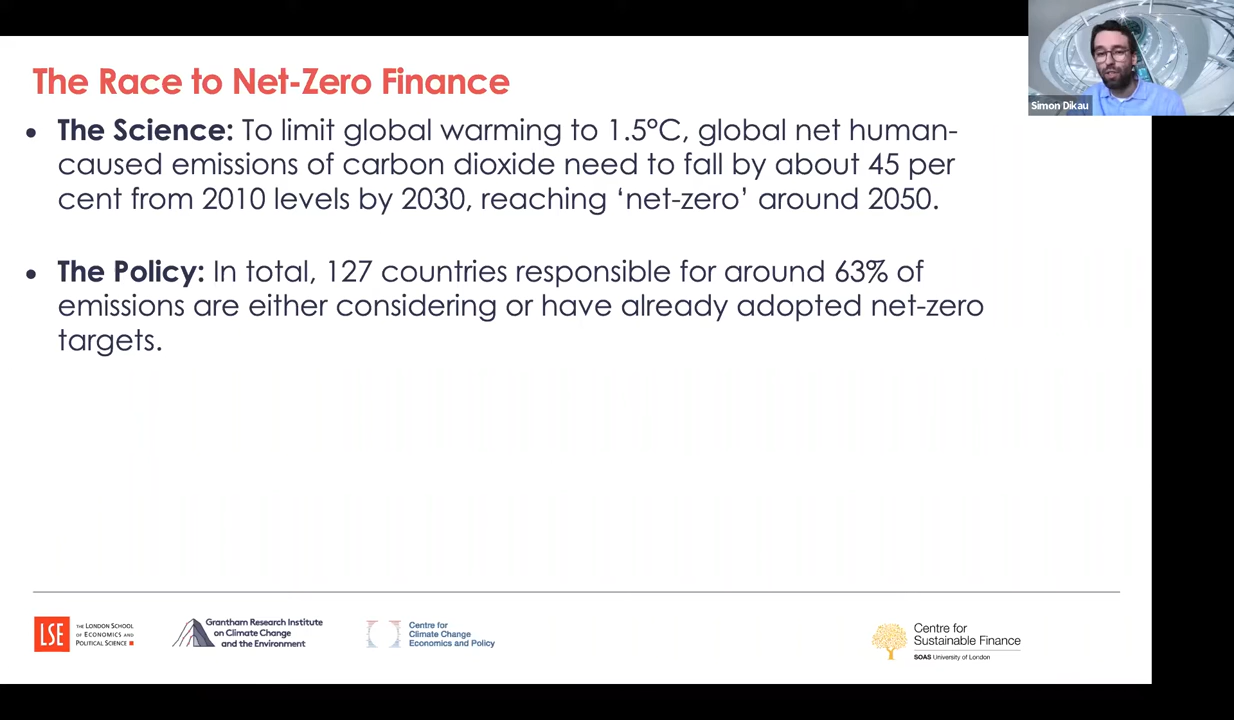 Simon Dikau
The Race to Net-Zero Finance
• The Science: To limit global warming to 1.5°C, global net human-
caused emissions of carbon dioxide need to fall by about 45 per
cent from 2010 levels by 2030, reaching ‘net-zero’ around 2050.
• The Policy: In total, 127 countries responsible for around 63% of
emissions are either considering or have already adopted net-zero
targets.
LSE
THE LONDON SCHOOL
OF ECONOMICS AND
POLITICAL SCIENCE
Grantham Research Institute
on Climate Change
and the Environment
Centre for
Climate Change
Economics and Policy
Centre for
Sustainable Finance
SOAS University of London